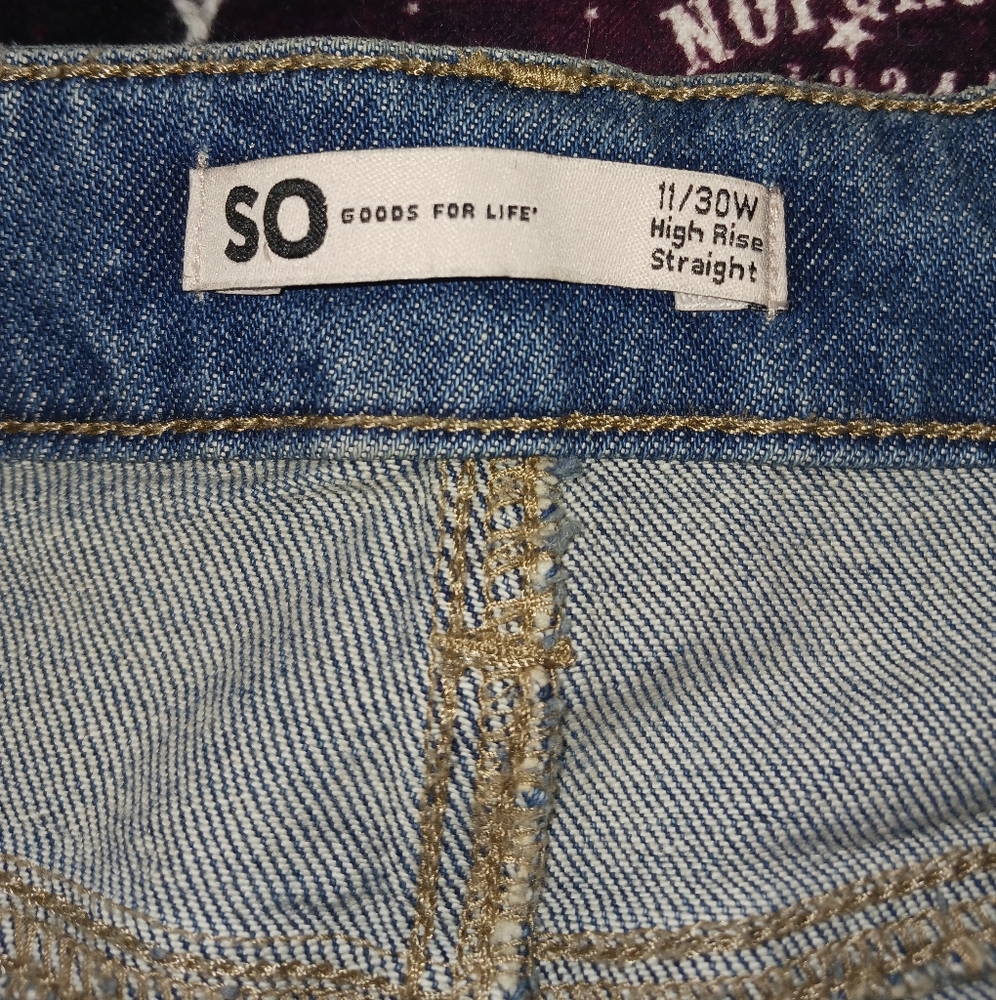 SO GOODS FOR LIFE'
11/30W
High Rise
Straight